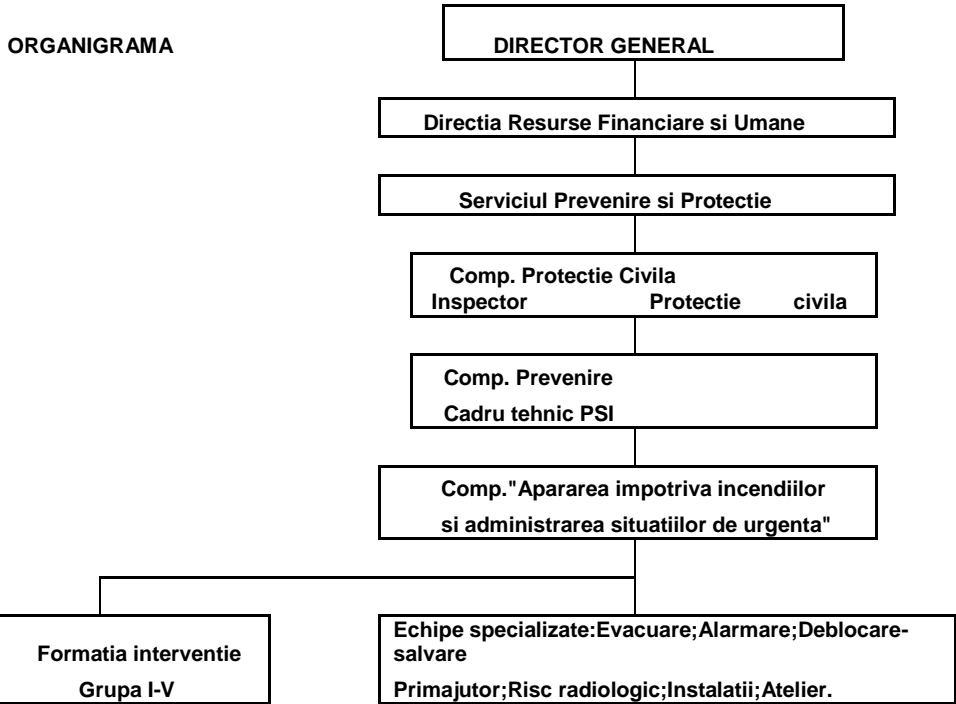 ORGANIGRAMA
DIRECTOR GENERAL
Directia Resurse Financiare si Umane
Serviciul Prevenire si Protectie
Comp. Protectie Civila
Inspector Protectie civila
Comp. Prevenire
Cadru tehnic PSI
Comp."Apararea impotriva incendiilor
si administrarea situatiilor de urgenta"
Formatia interventie
Grupa I-V
Echipe specializate:Evacuare;Alarmare;Deblocare-
salvare
Primajutor;Risc radiologic;Instalatii;Atelier.